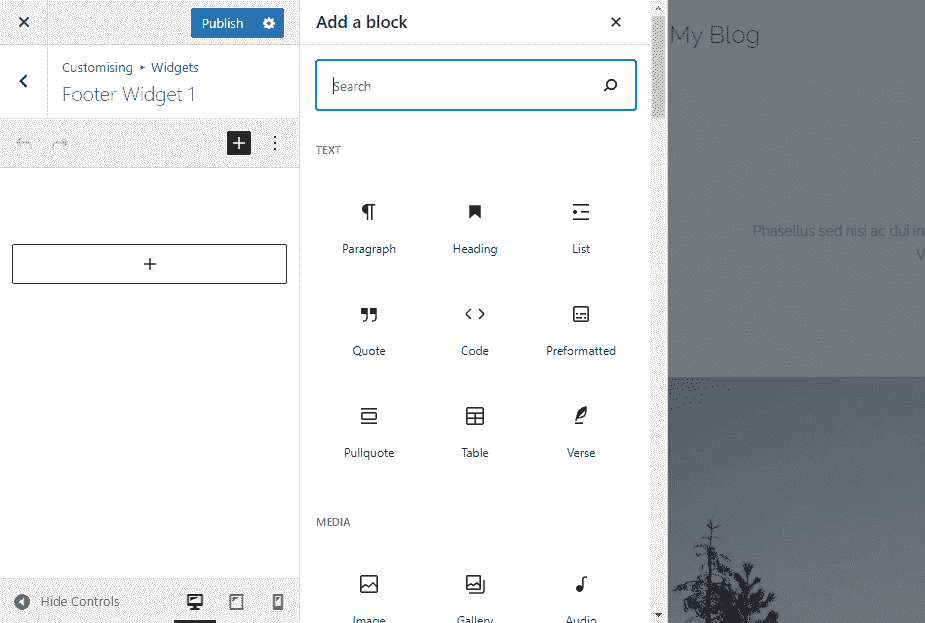 Publish
Customising ▸ Widgets
Footer Widget 1
Hide Controls
Add a block
Search
TEXT
Paragraph
Heading
List
Quote
Code
Preformatted
Pullquote
Table
Verse
MEDIA
Image
Gallery
Audio
My Blog
Phasellus sed nisi ac dui in
V